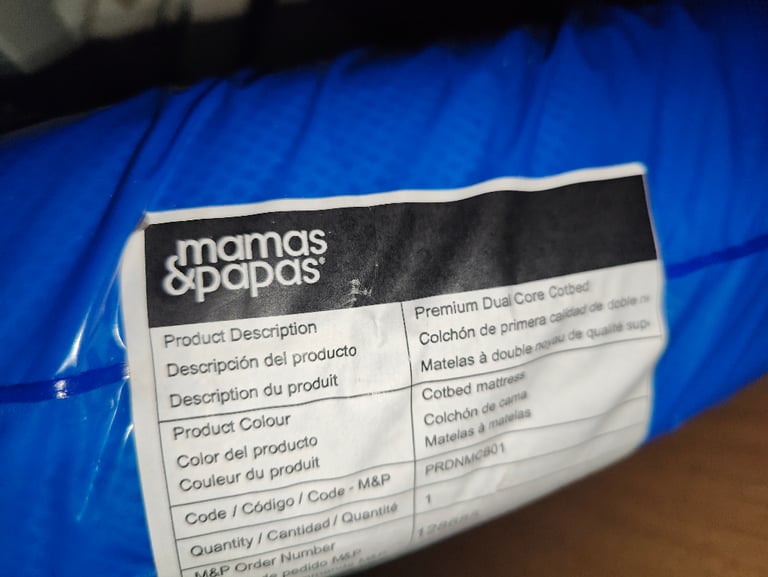 mamas
&papas®
Product Description
Descripción del producto
Description du produit
Premium Dual Core Cotbed
Colchón de primera calidad de doble
Matelas à double noyau de qualité
Product Colour
Color del producto
Couleur du produit
Cotbed mattress
Colchón de cama
Matelas à matelas
Code / Código / Code - M&P
PRDNMCB01
Quantity / Cantidad / Quantité
1
M&P Order Number
de pedido M&P